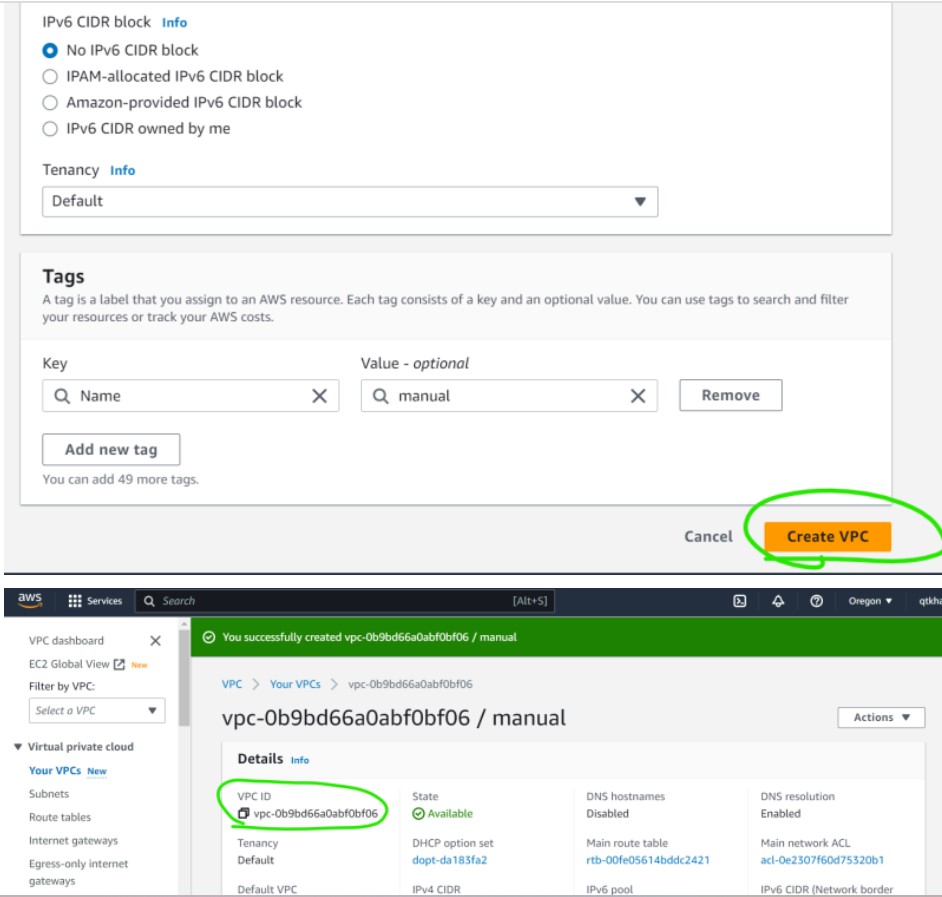 IPv6 CIDR block Info
No IPv6 CIDR block
IPAM-allocated IPv6 CIDR block
Amazon-provided IPv6 CIDR block
IPv6 CIDR owned by me
Tenancy Info
Default
Tags
A tag is a label that you assign to an AWS resource. Each tag consists of a key and an optional value. You can use tags to search and filter
your resources or track your AWS costs.
Key Value - optional
Name manual Remove
Add new tag
You can add 49 more tags.
Cancel Create VPC
aws Services Search [Alt+S] Oregon qtkha
VPC dashboard
EC2 Global View New
Filter by VPC:
Select a VPC
Virtual private cloud
Your VPCs New
Subnets
Route tables
Internet gateways
Egress-only internet
gateways
You successfully created vpc-0b9bd66a0abf0bf06 / manual
VPC > Your VPCs > vpc-0b9bd66a0abf0bf06
vpc-0b9bd66a0abf0bf06 / manual Actions
Details Info
VPC ID State DNS hostnames DNS resolution
vpc-0b9bd66a0abf0bf06 Available Disabled Enabled
Tenancy DHCP option set Main route table Main network ACL
Default dopt-da183fa2 rtb-00fe05614bddc2421 acl-0e2307f60d75320b1
Default VPC IPv4 CIDR IPv6 pool IPv6 CIDR (Network border